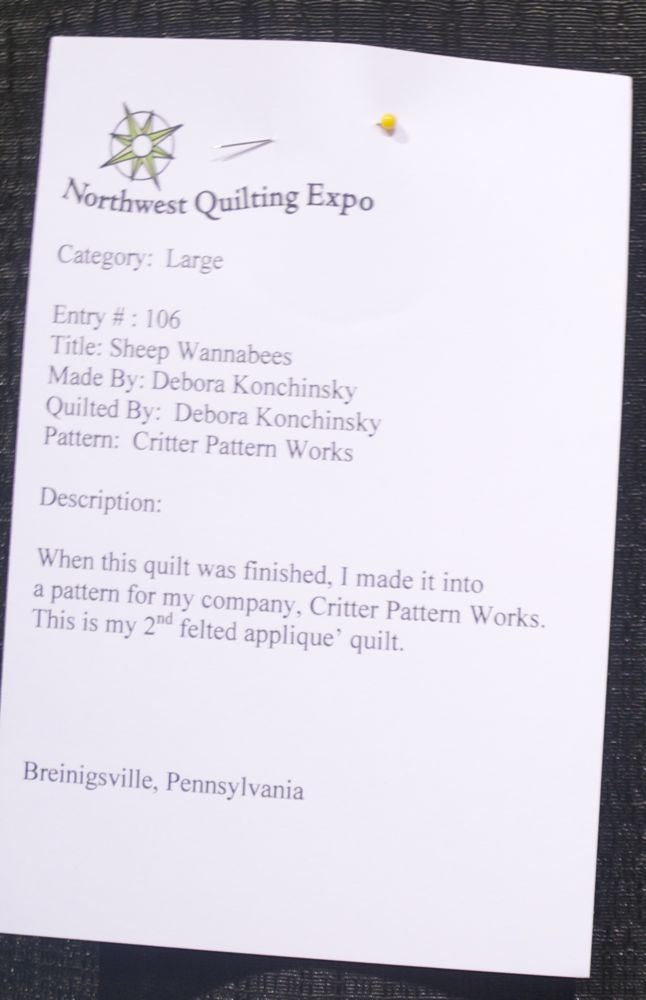 Northwest Quilting Expo
Category: Large
Entry # : 106
Title: Sheep Wannabees
Made By: Debora Konchinsky
Quilted By: Debora Konchinsky
Pattern: Critter Pattern Works
Description:
When this quilt was finished, I made it into
a pattern for my company, Critter Pattern Works.
This is my 2nd felted applique’ quilt.
Breinigsville, Pennsylvania